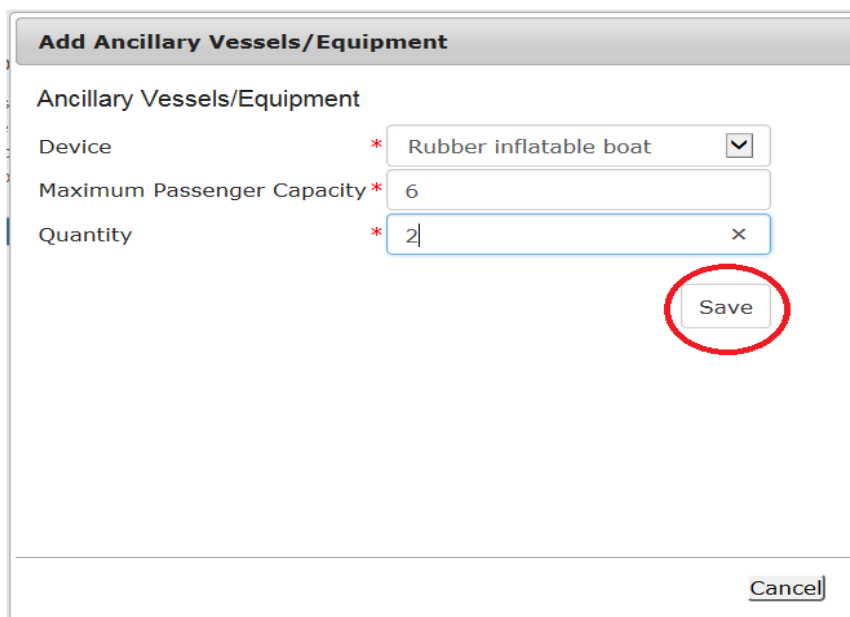 Add Ancillary Vessels/Equipment
Ancillary Vessels/Equipment
Device * Rubber inflatable boat
Maximum Passenger Capacity * 6
Quantity * 2 ×
Save
Cancel